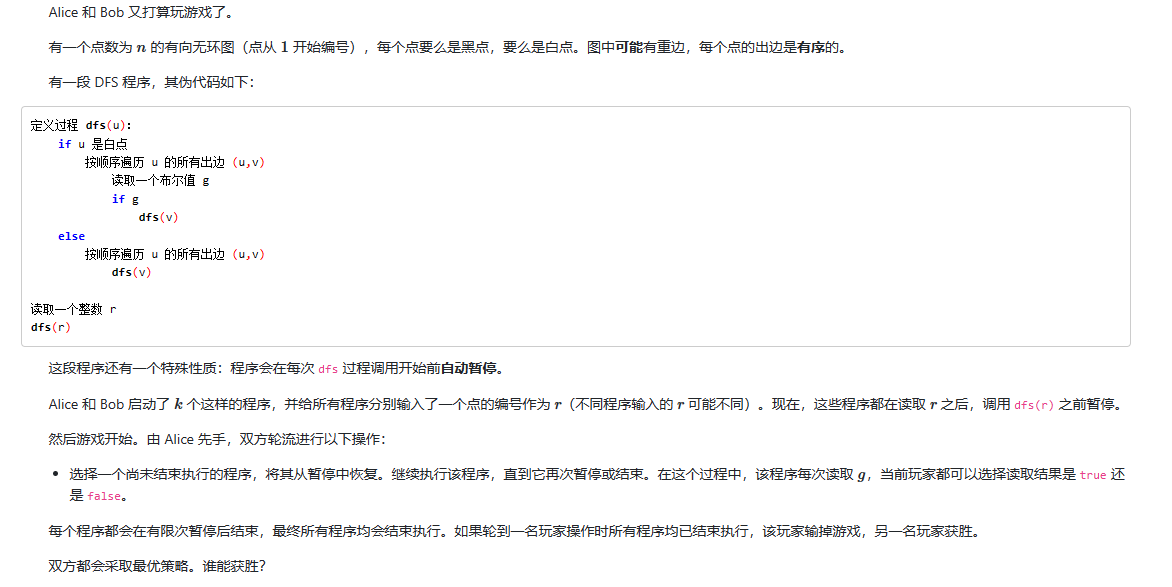 Alice 和 Bob 又打算玩游戏了。
有一个点数为 n 的有向无环图（点从 1 开始编号），每个点要么是黑点，要么是白点。图中可能有重边，每个点的出边是有序的。
有一段 DFS 程序，其伪代码如下：
定义过程 dfs(u):
    if u 是白点
        按顺序遍历 u 的所有出边 (u,v)
            读取一个布尔值 g
            if g
                dfs(v)
    else
        按顺序遍历 u 的所有出边 (u,v)
            dfs(v)
读取一个整数 r
dfs(r)
这段程序还有一个特殊性质：程序会在每次 dfs 过程调用开始前自动暂停。
Alice 和 Bob 启动了 k 个这样的程序，并给所有程序分别输入了一个点的编号作为 r（不同程序输入的 r 可能不同）。现在，这些程序都在读取 r 之后，调用 dfs(r) 之前暂停。
然后游戏开始。由 Alice 先手，双方轮流进行以下操作：
• 选择一个尚未结束执行的程序，将其从暂停中恢复。继续执行该程序，直到它再次暂停或结束。在这个过程中，该程序每次读取 g，当前玩家都可以选择读取结果是 true 还
是 false。
每个程序都会在有限次暂停后结束，最终所有程序均会结束执行。如果轮到一名玩家操作时所有程序均已结束执行，该玩家输掉游戏，另一名玩家获胜。
双方都会采取最优策略。谁能获胜？